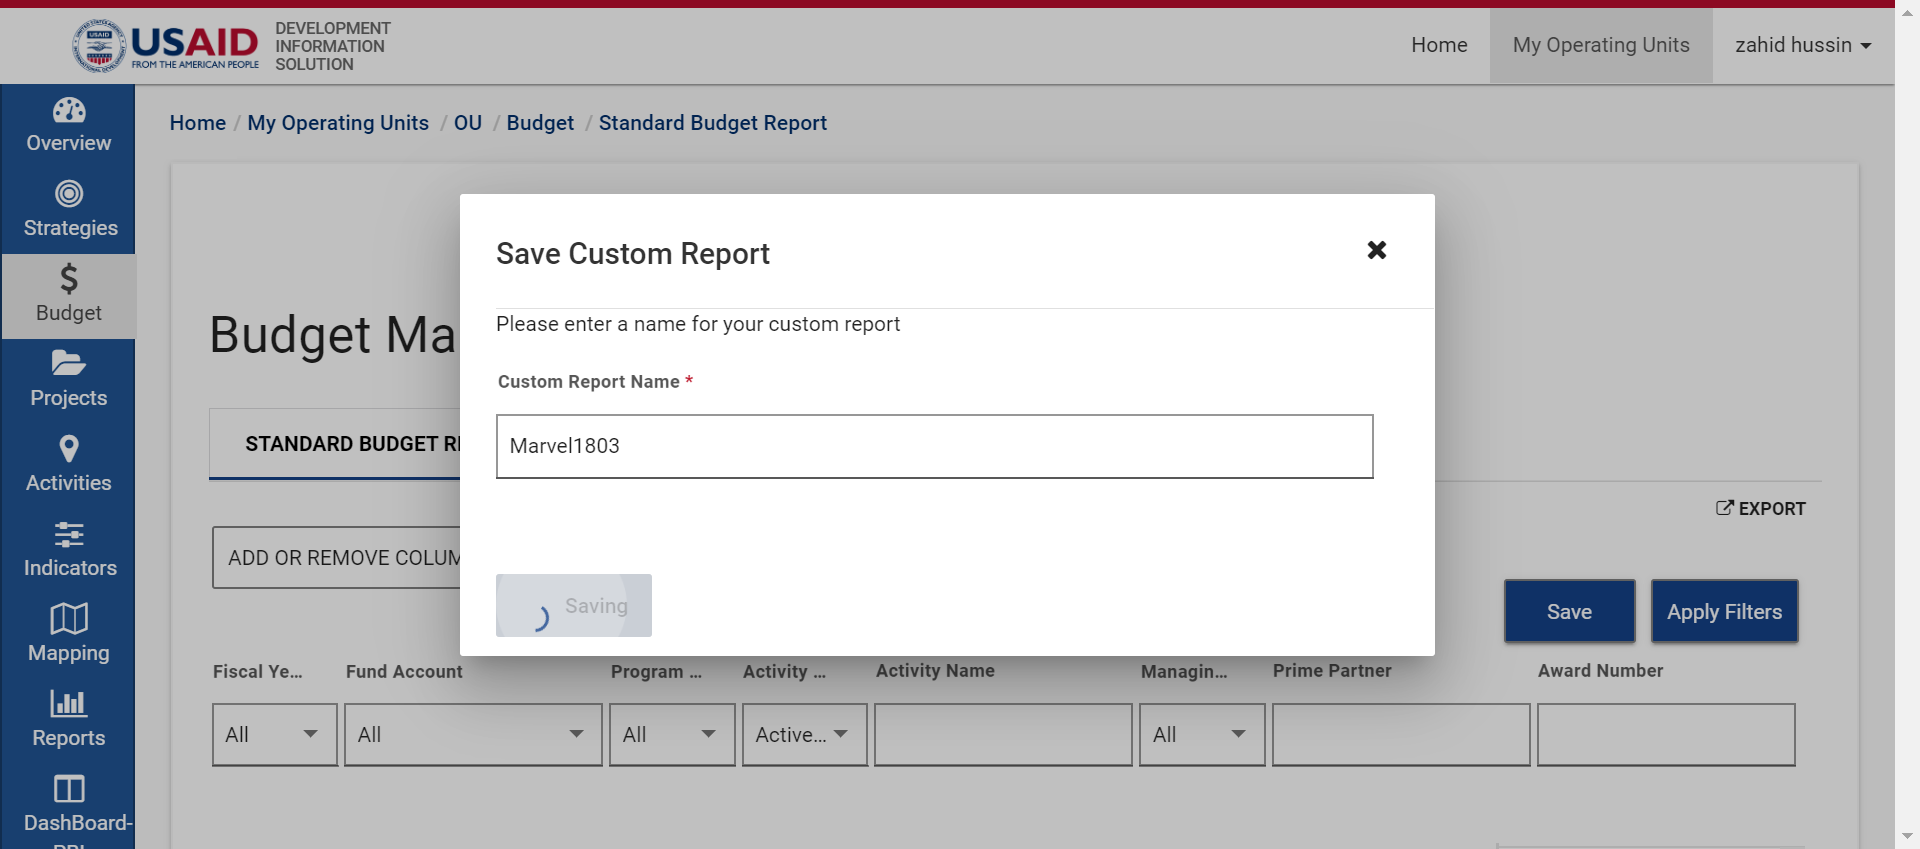 USAID
FROM THE AMERICAN PEOPLE
DEVELOPMENT
INFORMATION
SOLUTION
Home
My Operating Units
zahid hussin
Overview
Strategies
Budget
Projects
Activities
Indicators
Mapping
Reports
DashBoard-
Home / My Operating Units / OU / Budget / Standard Budget Report
Budget Ma
STANDARD BUDGET R
EXPORT
ADD OR REMOVE COLUM
Save Custom Report
Please enter a name for your custom report
Custom Report Name *
Marvel1803
Saving
Save
Apply Filters
Fiscal Ye...
Fund Account
Program ...
Activity ...
Activity Name
Managin...
Prime Partner
Award Number
All
All
All
Active...
All